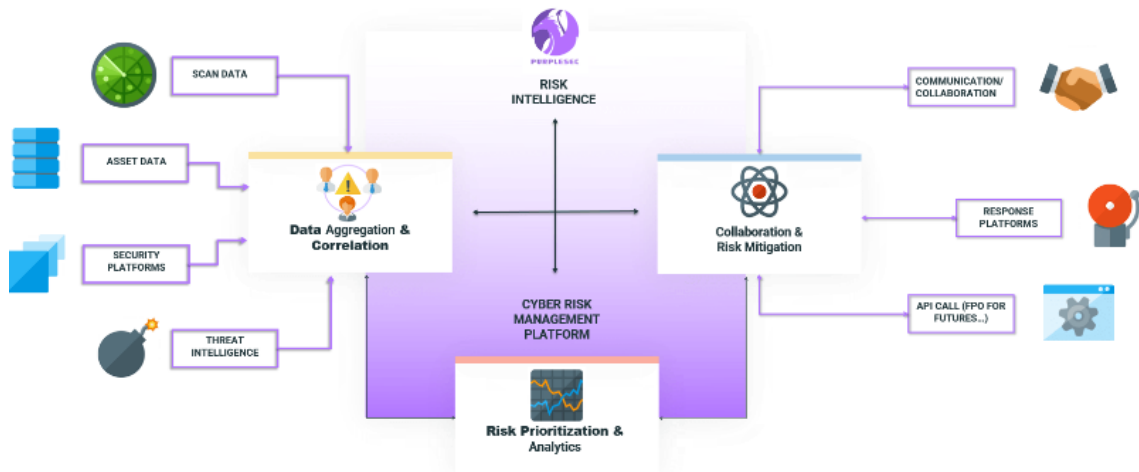 PURPLESEC
RISK
INTELLIGENCE
SCAN DATA
ASSET DATA
SECURITY
PLATFORMS
THREAT
INTELLIGENCE
Data Aggregation &
Correlation
CYBER RISK
MANAGEMENT
PLATFORM
Risk Prioritization &
Analytics
Collaboration &
Risk Mitigation
COMMUNICATION/
COLLABORATION
RESPONSE
PLATFORMS
API CALL (FPO FOR
FUTURES...)